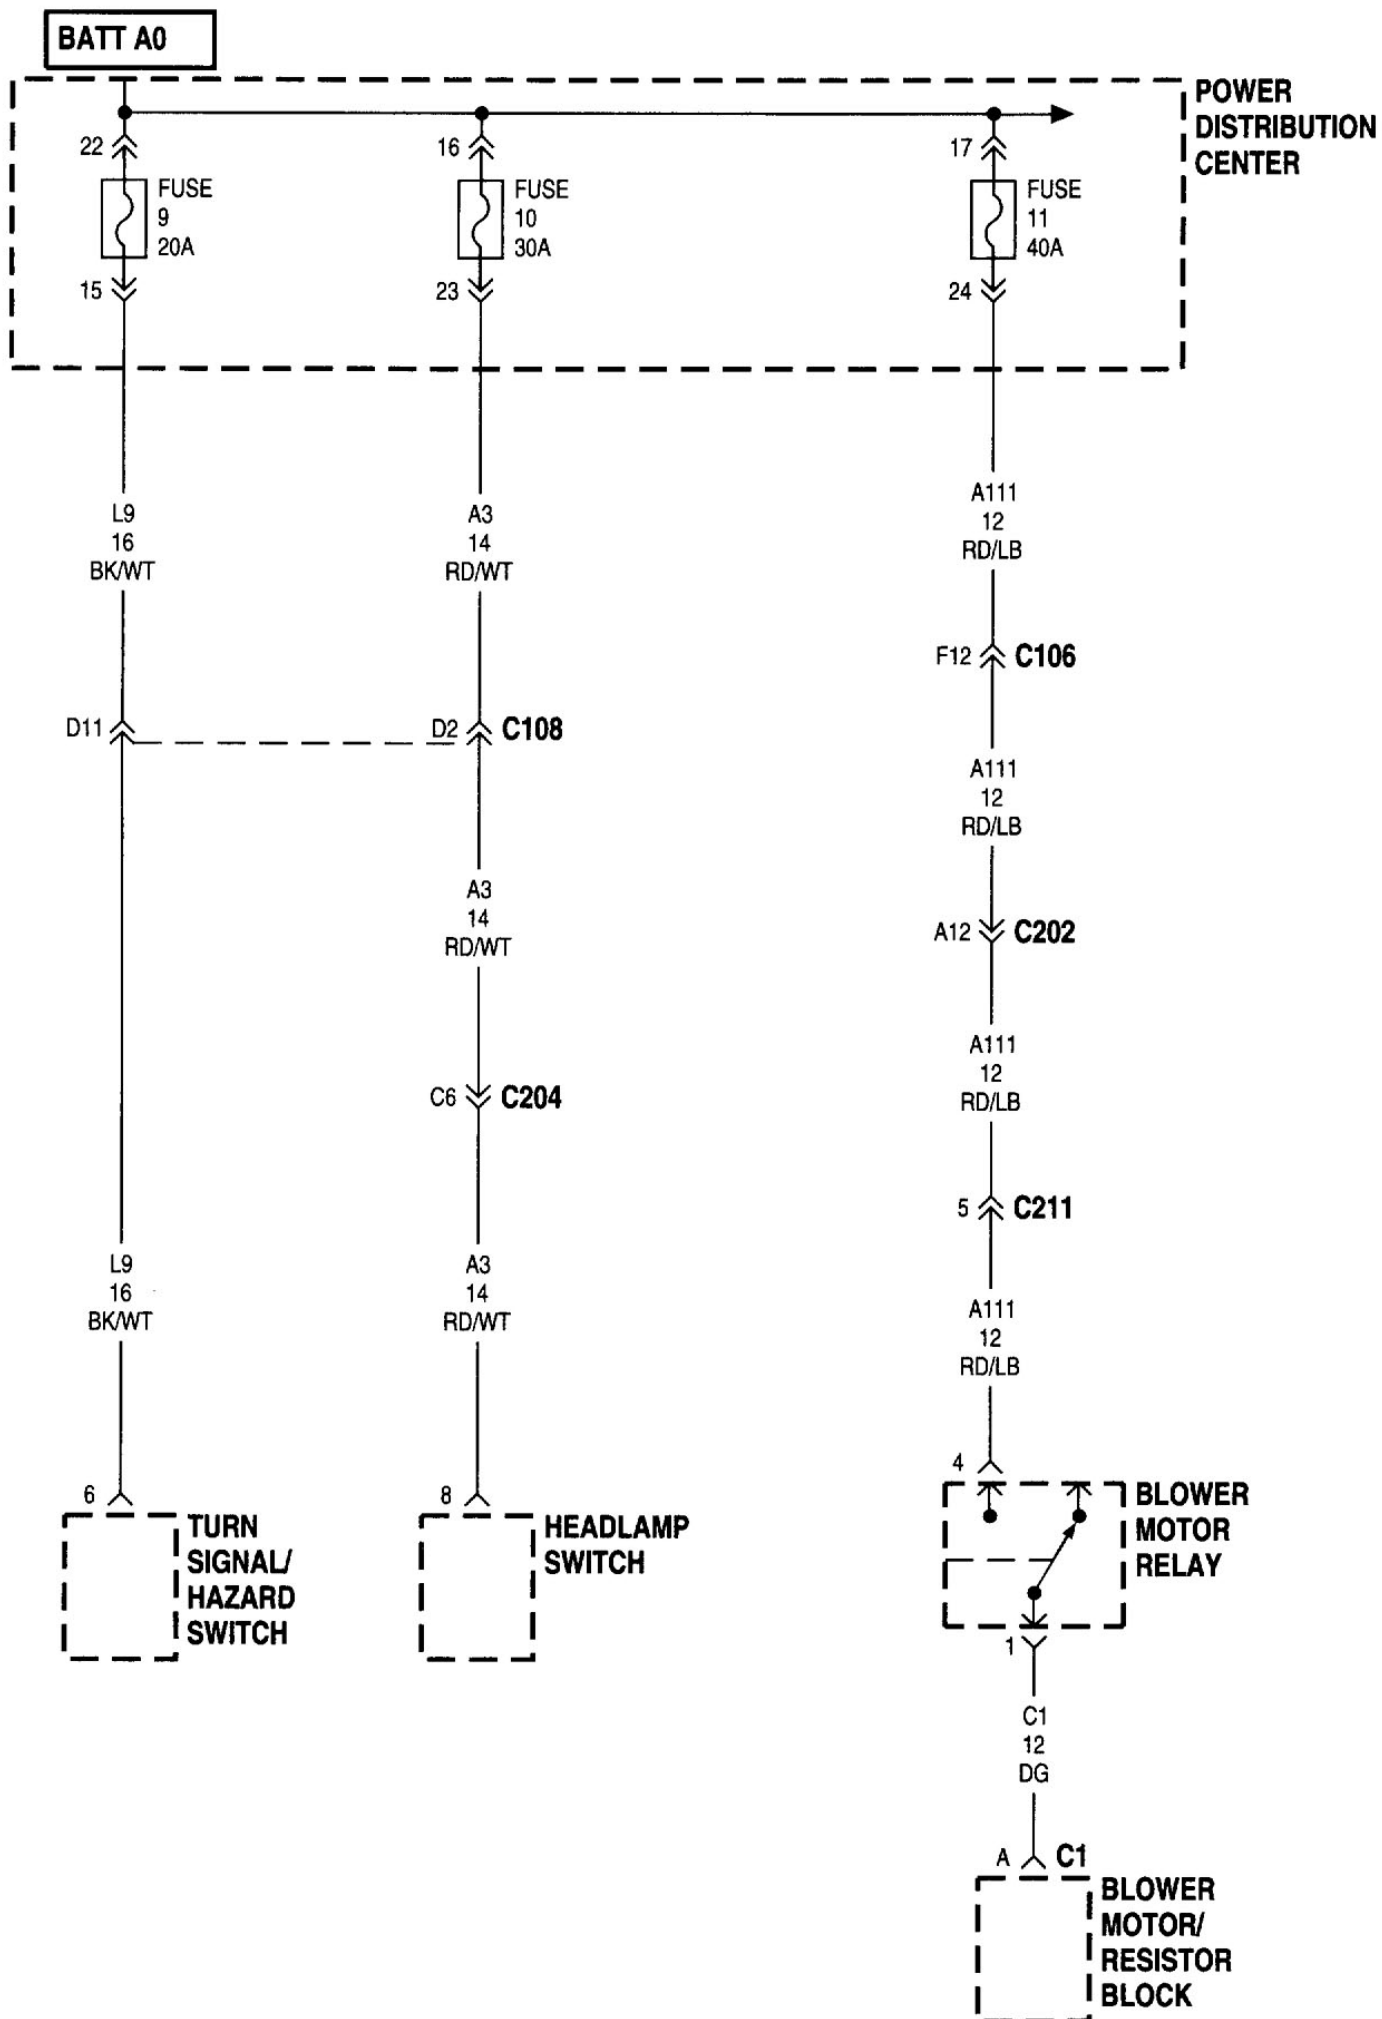 BATT A0
POWER
DISTRIBUTION
CENTER
22
FUSE
9
20A
15
16
FUSE
10
30A
23
17
FUSE
11
40A
24
L9
16
BK/WT
A3
14
RD/WT
A111
12
RD/LB
F12 C106
D11
D2 C108
A111
12
RD/LB
A3
14
RD/WT
A12 C202
A111
12
RD/LB
C6 C204
5 C211
L9
16
BK/WT
A3
14
RD/WT
A111
12
RD/LB
4
6
TURN
SIGNAL/
HAZARD
SWITCH
8
HEADLAMP
SWITCH
BLOWER
MOTOR
RELAY
1
C1
12
DG
A C1
BLOWER
MOTOR/
RESISTOR
BLOCK